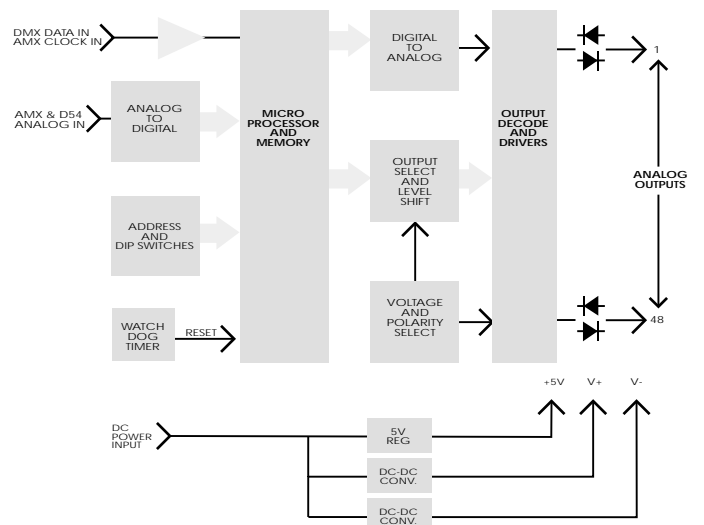 DMX DATA IN
AMX CLOCK IN
AMX & D54
ANALOG IN
ANALOG
TO
DIGITAL
ADDRESS
AND
DIP SWITCHES
WATCH
DOG
TIMER
RESET
MICRO
PROCESSOR
AND
MEMORY
DIGITAL
TO
ANALOG
OUTPUT
SELECT
AND
LEVEL
SHIFT
VOLTAGE
AND
POLARITY
SELECT
OUTPUT
DECODE
AND
DRIVERS
1
ANALOG
OUTPUTS
48
+5V
V+
V-
DC
POWER
INPUT
5V
REG
DC-DC
CONV.
DC-DC
CONV.